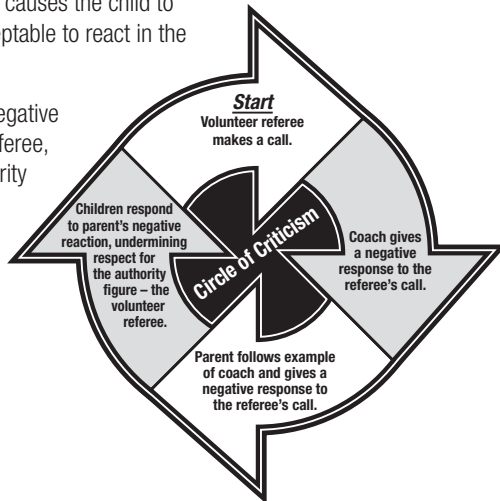 causes the child to
ptable to react in the
egative
feree,
rity
Start
Volunteer referee
makes a call.
Coach gives
a negative
response to the
referee's call.
Parent follows example
of coach and gives a
negative response to
the referee's call.
Children respond
to parent's negative
reaction, undermining
respect for
the authority
figure – the
volunteer
referee.
Circle of Criticism